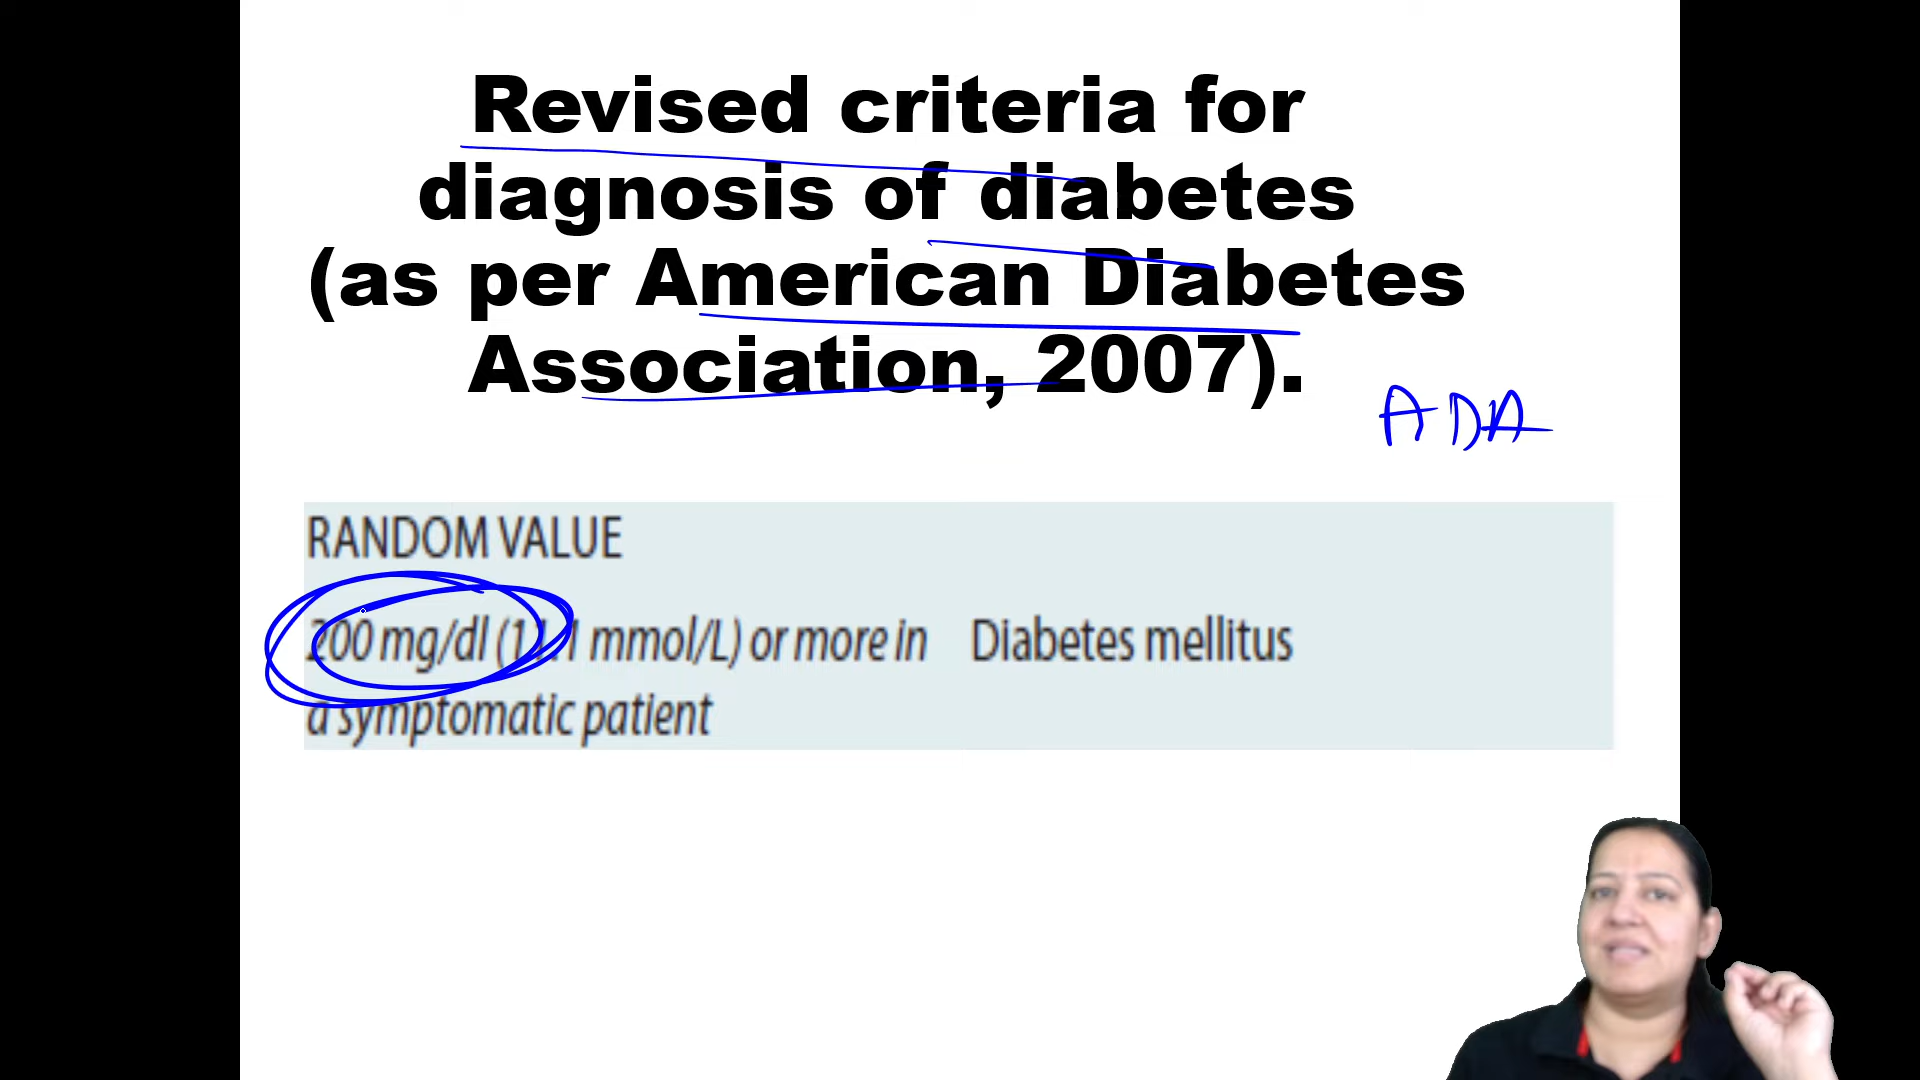 Revised criteria for
diagnosis of diabetes
(as per American Diabetes
Association, 2007).
ADA
RANDOM VALUE
200 mg/dl (11.1 mmol/L) or more in Diabetes mellitus
a symptomatic patient